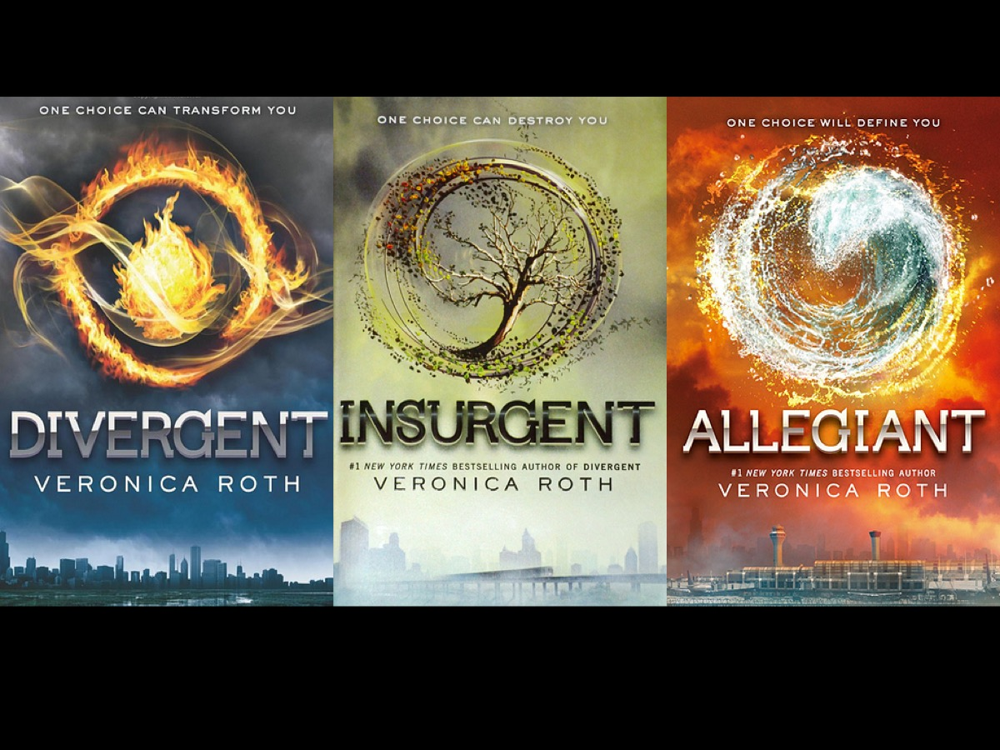 ONE CHOICE CAN TRANSFORM YOU
DIVERGENT
VERONICA ROTH
ONE CHOICE CAN DESTROY YOU
INSURGENT
#1 NEW YORK TIMES BESTSELLING AUTHOR OF DIVERGENT
VERONICA ROTH
ONE CHOICE WILL DEFINE YOU
ALLEGIANT
#1 NEW YORK TIMES BESTSELLING AUTHOR
VERONICA ROTH